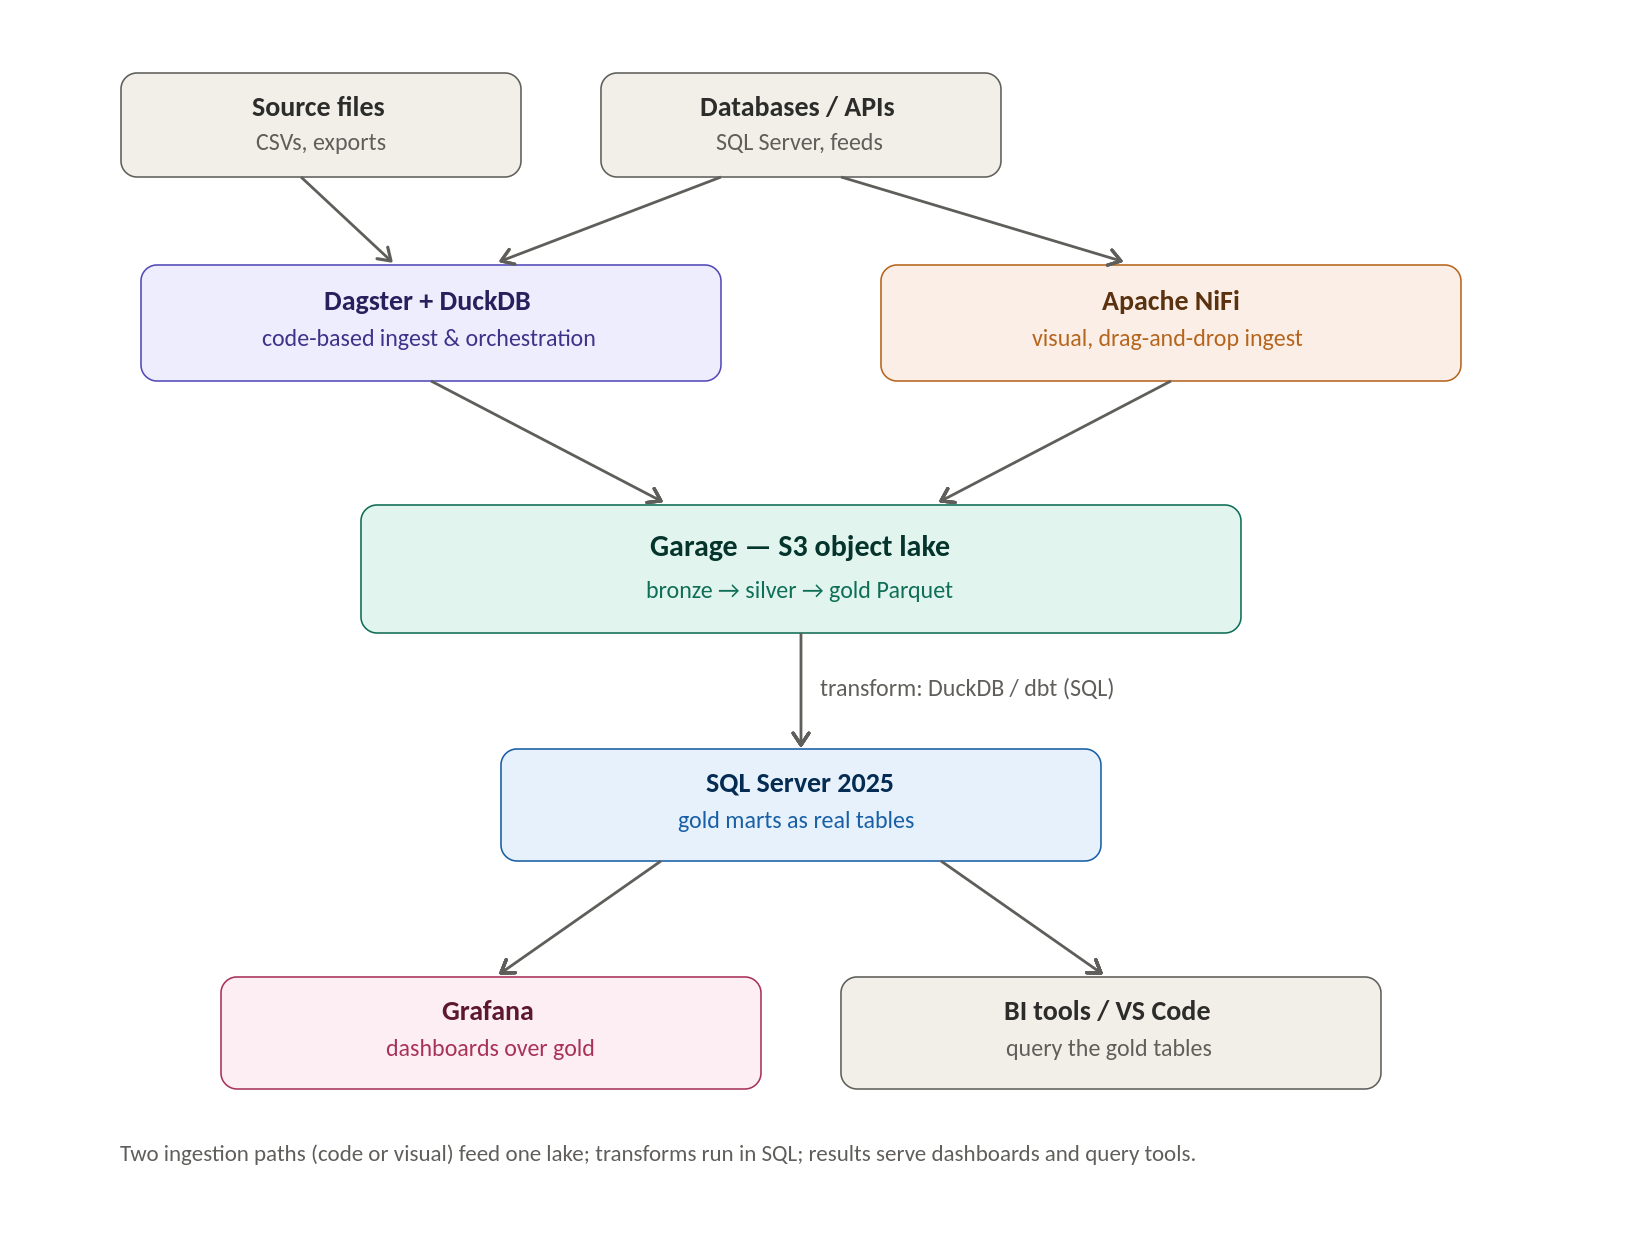 Source files
CSVs, exports
Databases / APIs
SQL Server, feeds
Dagster + DuckDB
code-based ingest & orchestration
Apache NiFi
visual, drag-and-drop ingest
Garage — S3 object lake
bronze → silver → gold Parquet
transform: DuckDB / dbt (SQL)
SQL Server 2025
gold marts as real tables
Grafana
dashboards over gold
BI tools / VS Code
query the gold tables
Two ingestion paths (code or visual) feed one lake; transforms run in SQL; results serve dashboards and query tools.